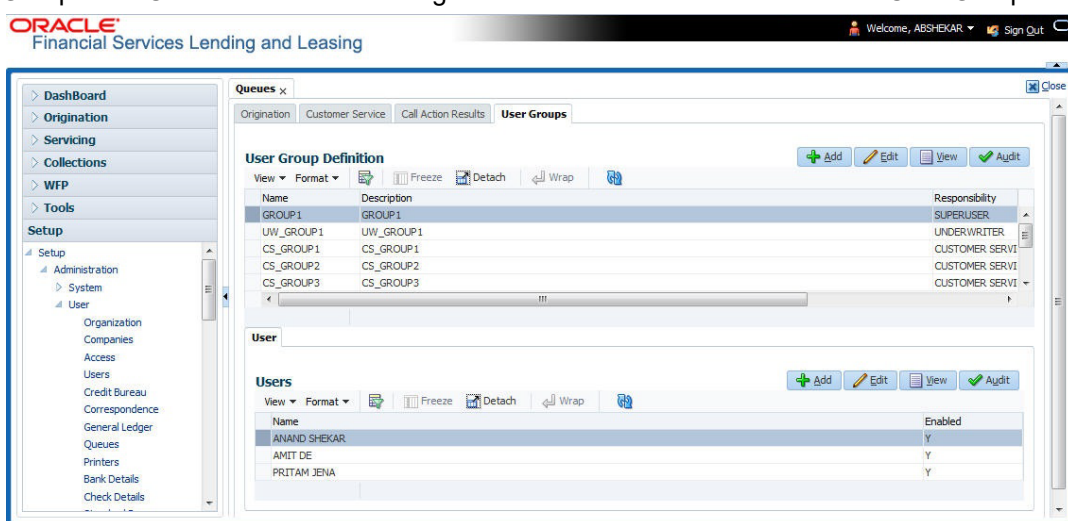 ORACLE
Financial Services Lending and Leasing
Welcome, ABSHEKAR
Sign Out
DashBoard
Origination
Servicing
Collections
WFP
Tools
Setup
Setup
Administration
System
User
Organization
Companies
Access
Users
Credit Bureau
Correspondence
General Ledger
Queues
Printers
Bank Details
Check Details
Queues
Close
Origination Customer Service Call Action Results User Groups
User Group Definition
Add Edit View Audit
View Format Freeze Detach Wrap
Name Description Responsibility
GROUP1 GROUP1 SUPERUSER
UW_GROUP1 UW_GROUP1 UNDERWRITER
CS_GROUP1 CS_GROUP1 CUSTOMER SERVI
CS_GROUP2 CS_GROUP2 CUSTOMER SERVI
CS_GROUP3 CS_GROUP3 CUSTOMER SERVI
User
Users
Add Edit View Audit
View Format Freeze Detach Wrap
Name Enabled
ANAND SHEKAR Y
AMIT DE Y
PRITAM JENA Y